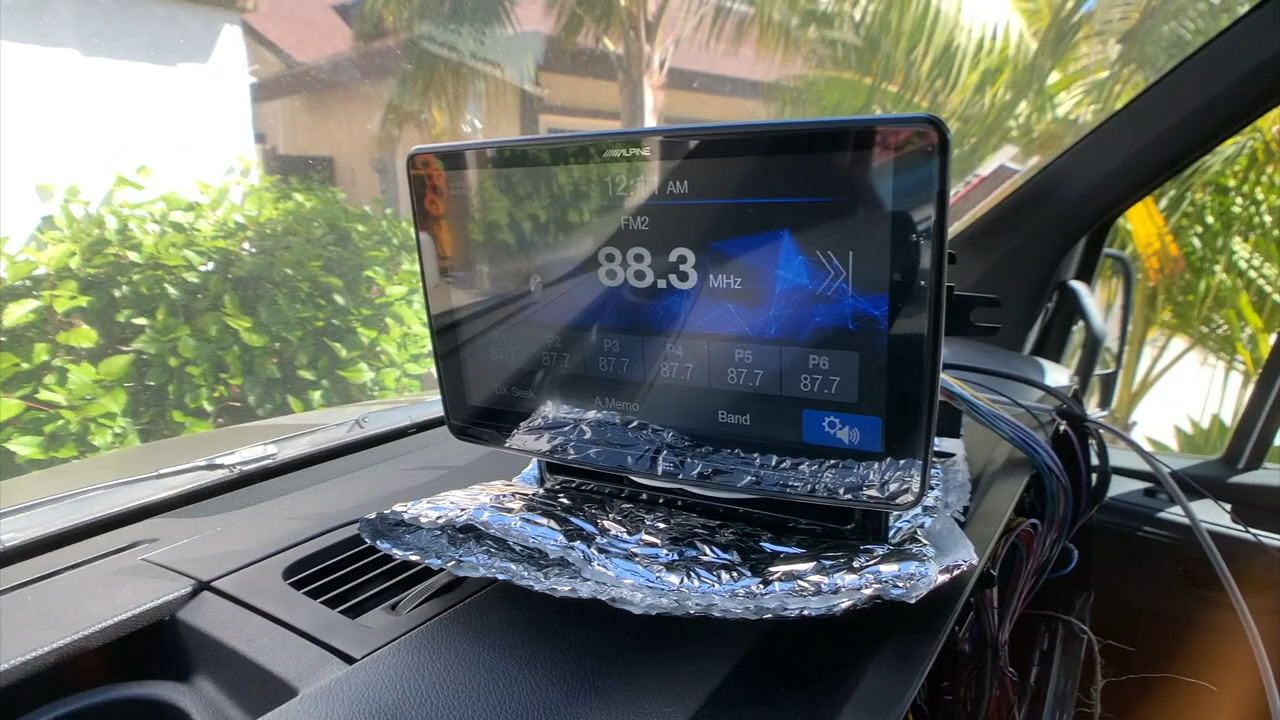 ALPINE
12:11 AM
FM2
88.3 MHz
P2 P3 P4 P5 P6
87.7 87.7 87.7 87.7 87.7 87.7
DX Seek A.Memo Band